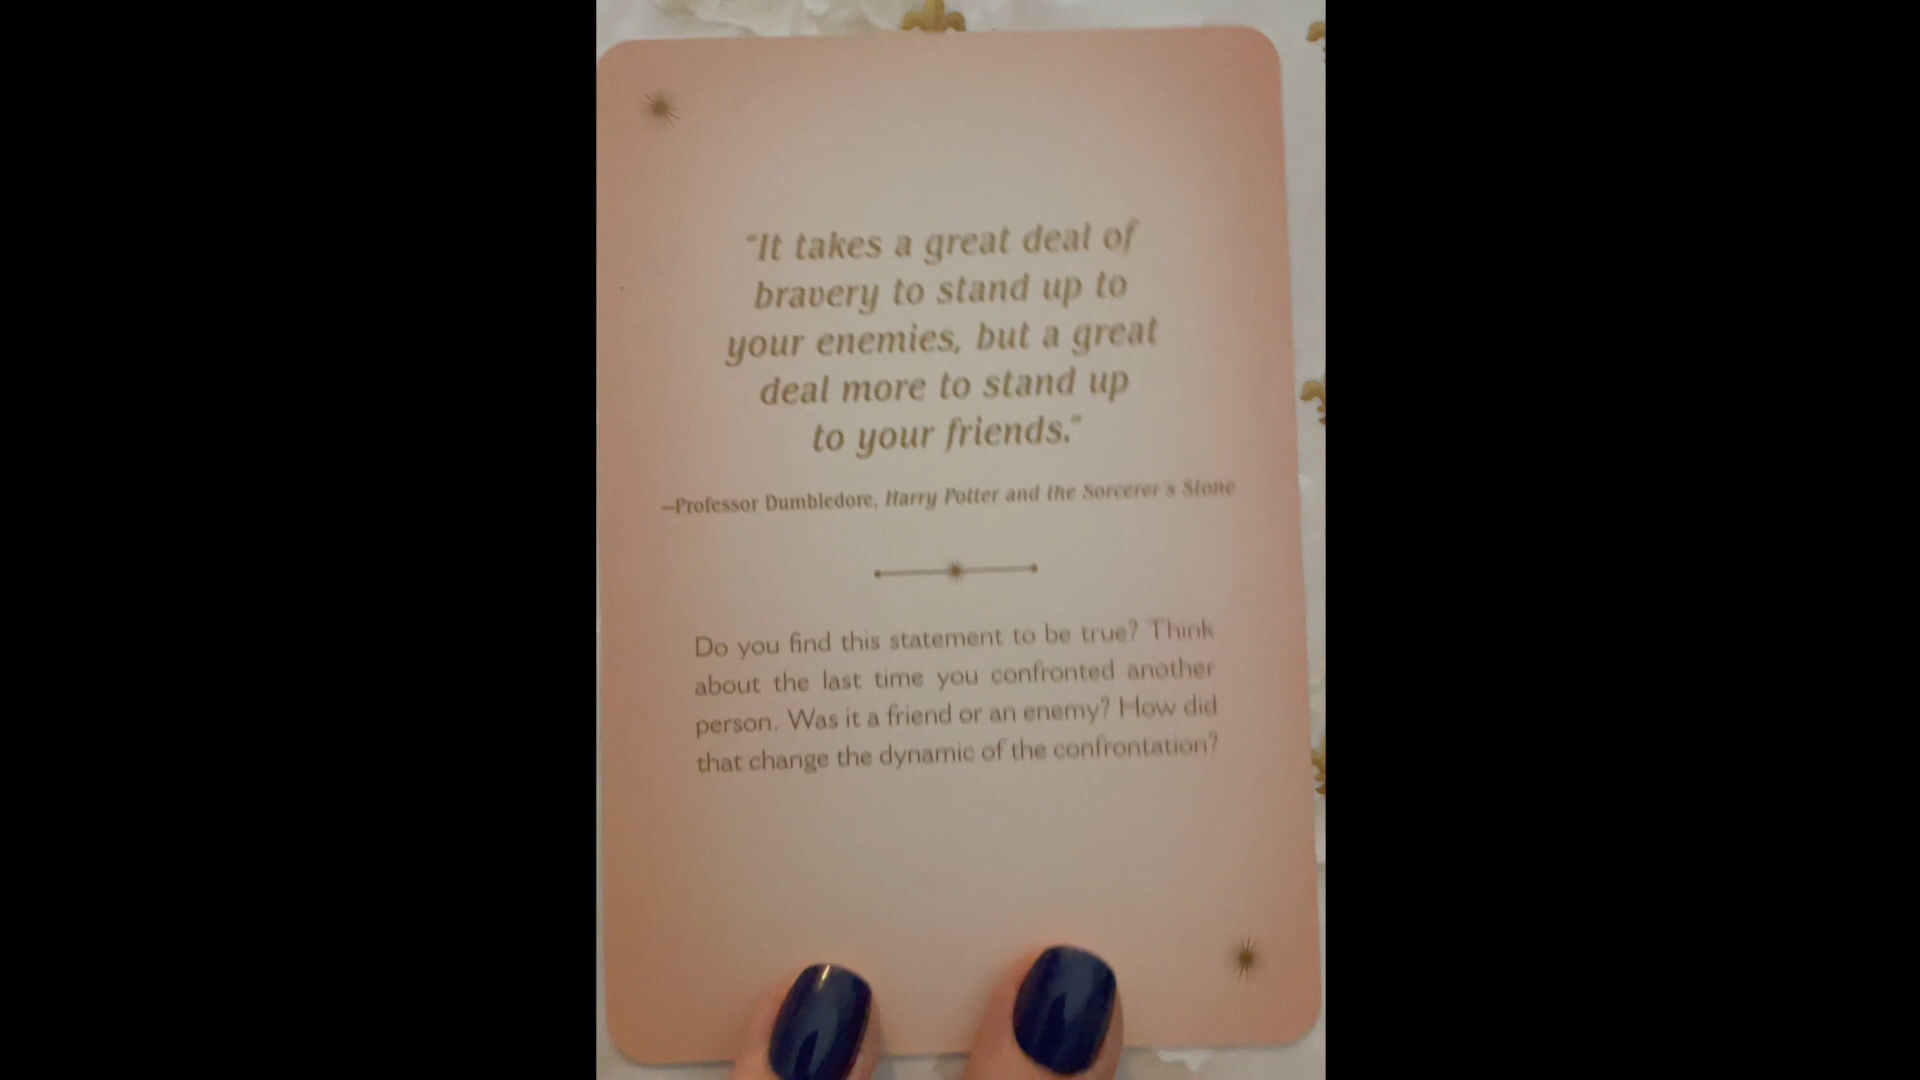 "It takes a great deal of
bravery to stand up to
your enemies, but a great
deal more to stand up
to your friends."
—Professor Dumbledore, Harry Potter and the Sorcerer's Stone
Do you find this statement to be true? Think
about the last time you confronted another
person. Was it a friend or an enemy? How did
that change the dynamic of the confrontation?